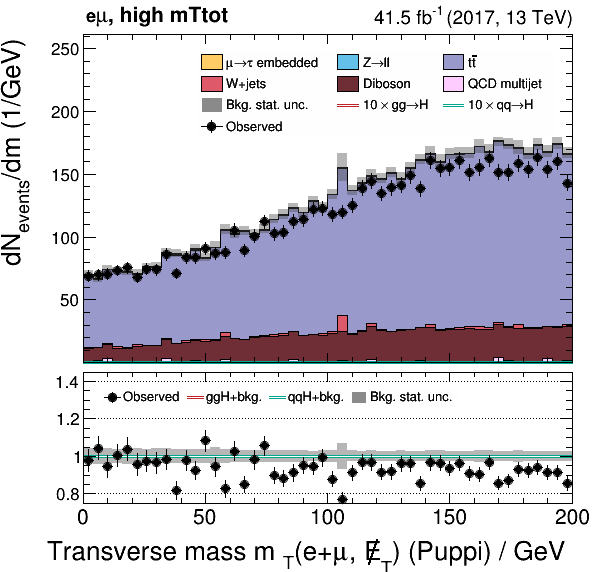 eμ, high mTtot 41.5 fb⁻¹ (2017, 13 TeV)
μ→τ embedded Z→ll tt̄
W+jets Diboson QCD multijet
Bkg. stat. unc. 10 × gg→H 10 × qq→H
Observed
dN_events/dm (1/GeV)
250
200
150
100
50
Observed ggH+bkg. qqH+bkg. Bkg. stat. unc.
1.4
1.2
1
0.8
0 50 100 150 200
Transverse mass m_T(e+μ, E̸_T) (Puppi) / GeV